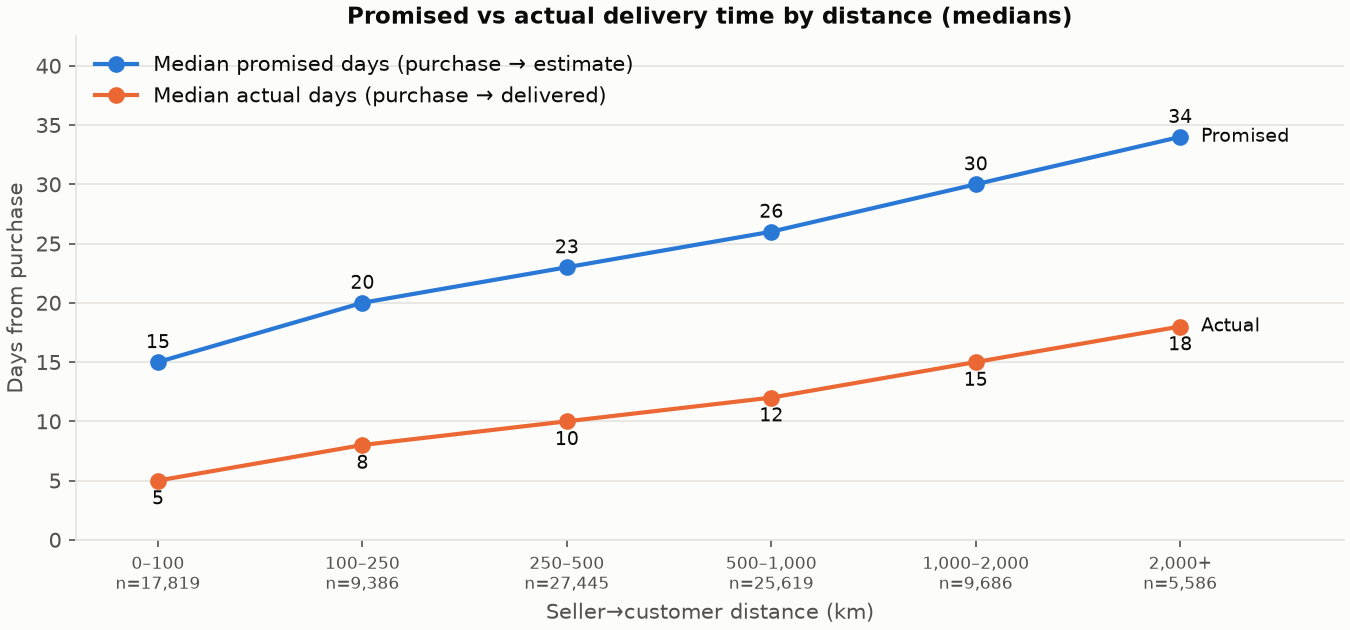 Promised vs actual delivery time by distance (medians)
Median promised days (purchase → estimate)
Median actual days (purchase → delivered)
Days from purchase
40
35
30
25
20
15
10
5
0
15
20
23
26
30
34
Promised
5
8
10
12
15
18
Actual
0–100
n=17,819
100–250
n=9,386
250–500
n=27,445
500–1,000
n=25,619
1,000–2,000
n=9,686
2,000+
n=5,586
Seller→customer distance (km)